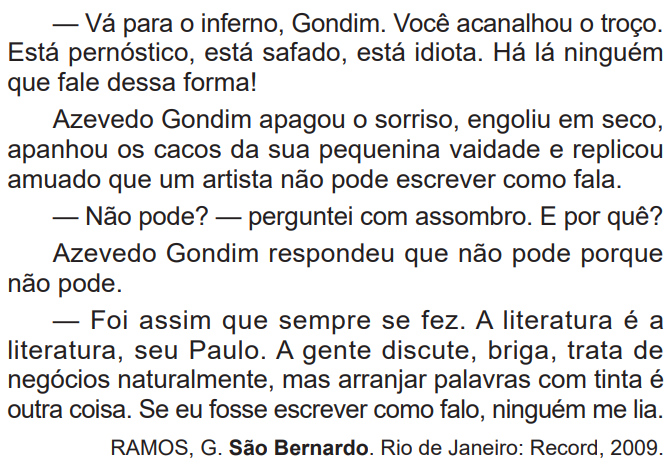 — Vá para o inferno, Gondim. Você acanalhou o troço.
Está pernóstico, está safado, está idiota. Há lá ninguém
que fale dessa forma!
Azevedo Gondim apagou o sorriso, engoliu em seco,
apanhou os cacos da sua pequenina vaidade e replicou
amuado que um artista não pode escrever como fala.
— Não pode? — perguntei com assombro. E por quê?
Azevedo Gondim respondeu que não pode porque
não pode.
— Foi assim que sempre se fez. A literatura é a
literatura, seu Paulo. A gente discute, briga, trata de
negócios naturalmente, mas arranjar palavras com tinta é
outra coisa. Se eu fosse escrever como falo, ninguém me lia.
RAMOS, G. São Bernardo. Rio de Janeiro: Record, 2009.